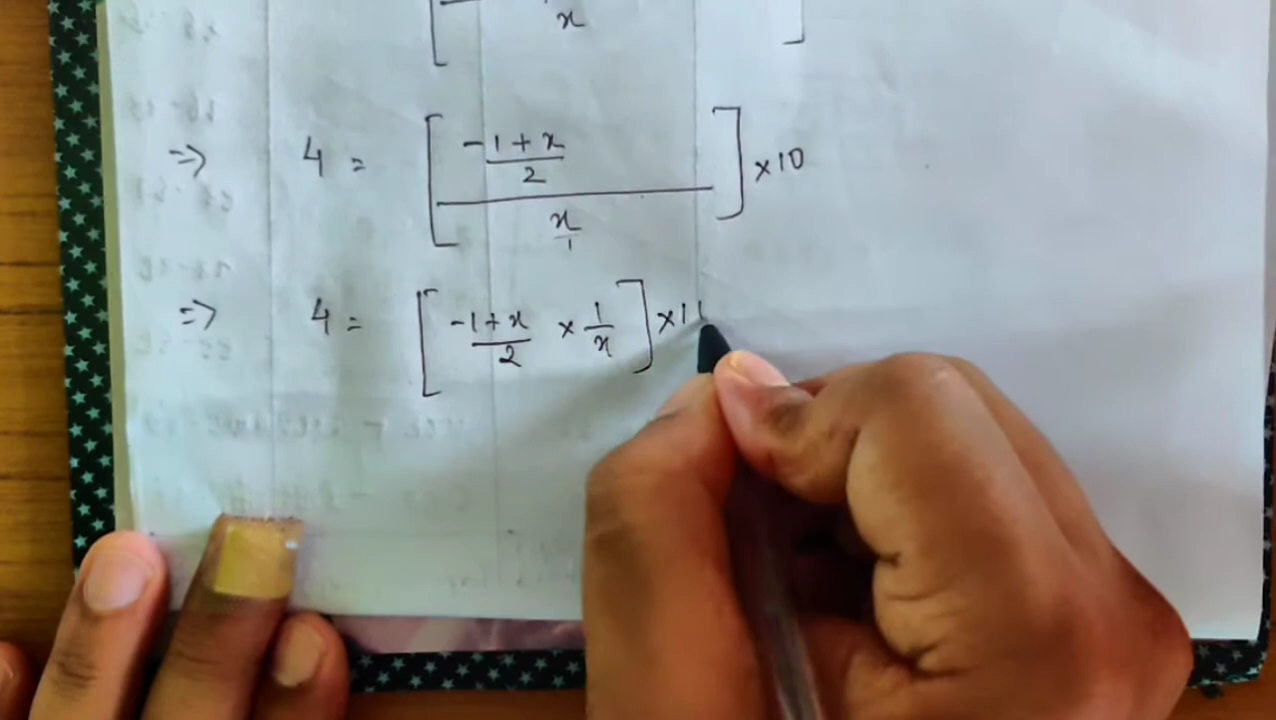 x
=> 4 = [ (-1+x)/2 / x/1 ] ×10
=> 4 = [ (-1+x)/2 × 1/x ] ×1